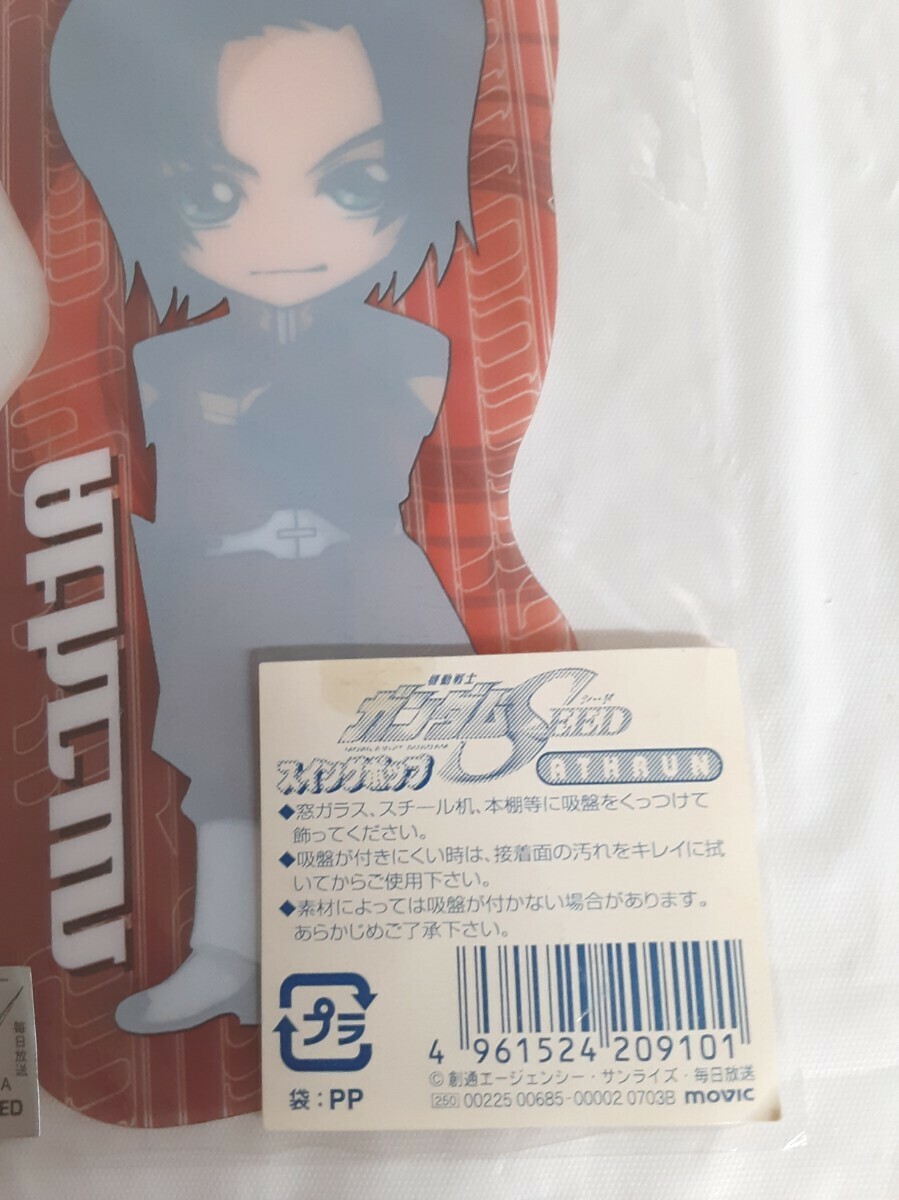 機動戦士
ガンダムSEED
シード
MOBILE SUIT GUNDAM
スイングポップ
ATHRUN
◆窓ガラス、スチール机、本棚等に吸盤をくっつけて
飾ってください。
◆吸盤が付きにくい時は、接着面の汚れをキレイに拭
いてからご使用下さい。
◆素材によっては吸盤が付かない場合があります。
あらかじめご了承下さい。
プラ
袋：PP
4 961524 209101
©創通エージェンシー・サンライズ・毎日放送
250 00225 00685-00002 0703B movic
毎日放送
A
ED